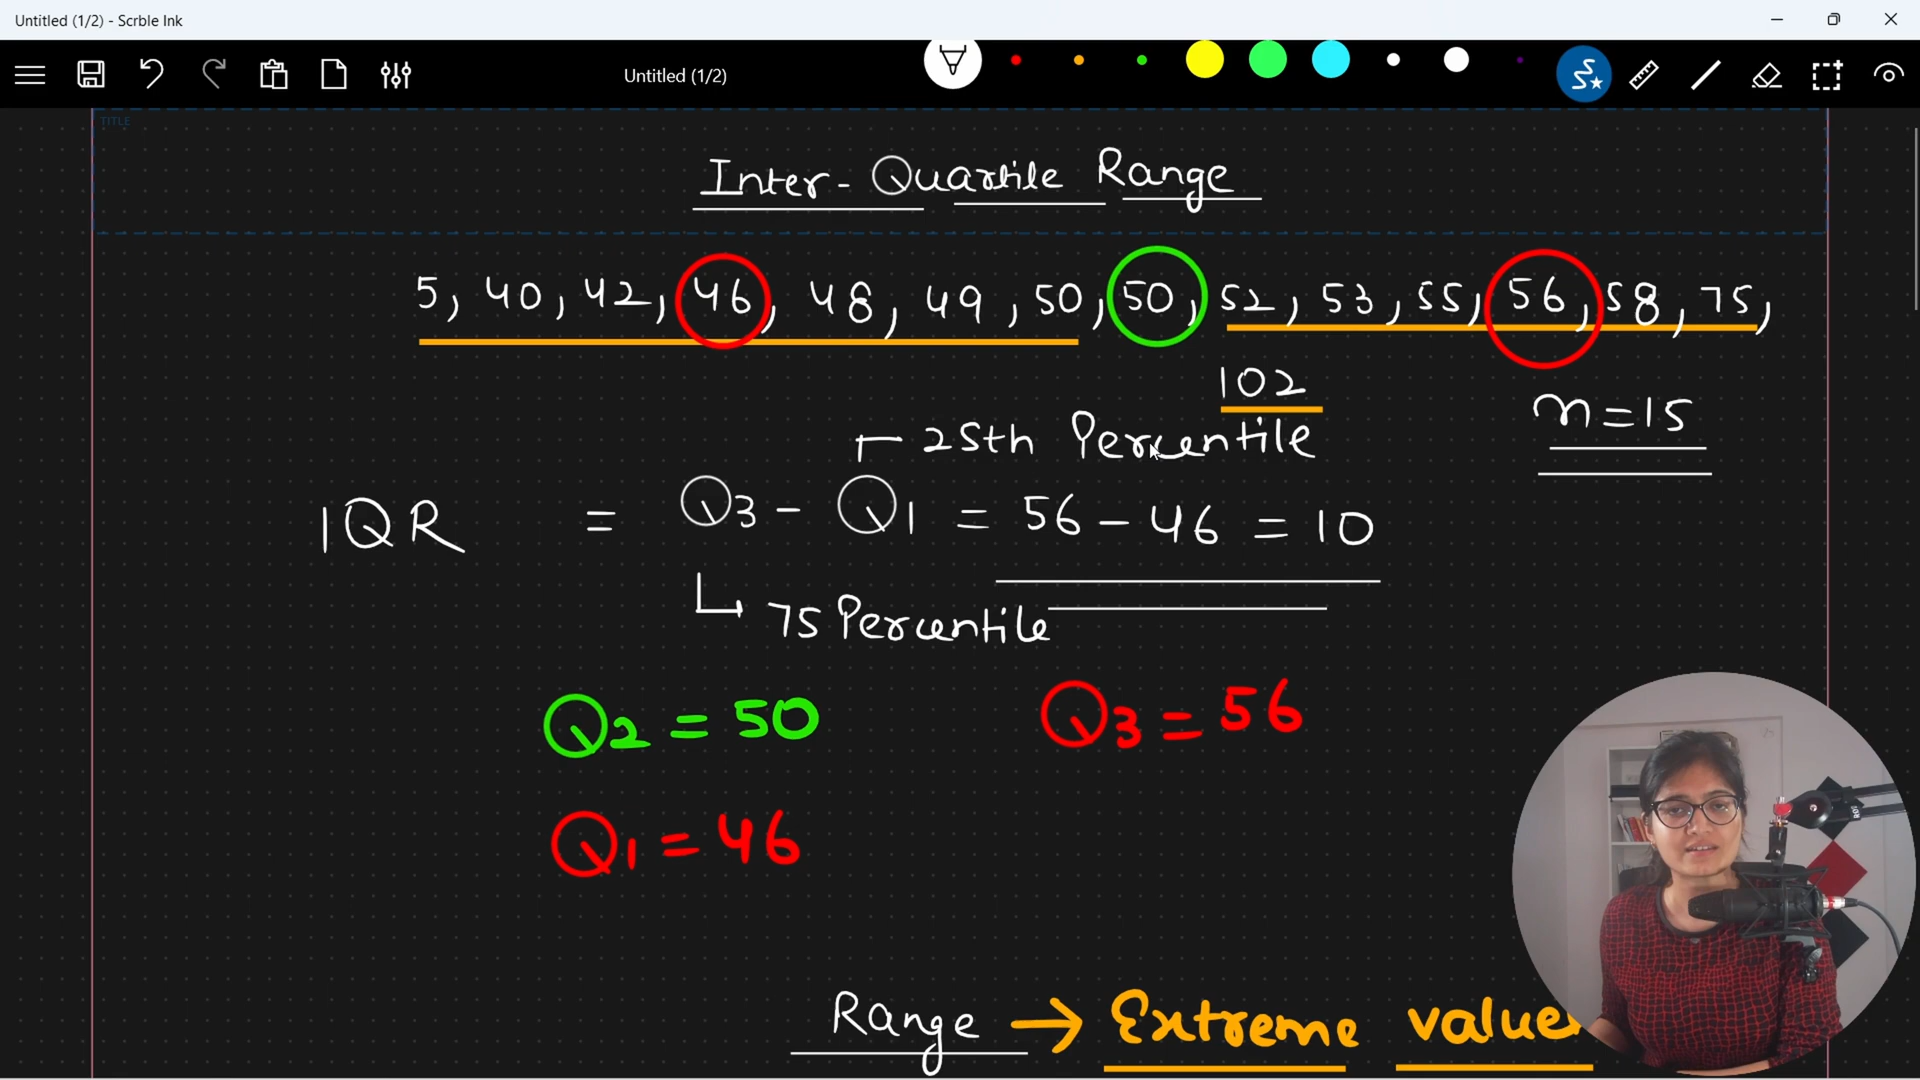 Untitled (1/2) - Scrble Ink
Untitled (1/2)
TITLE
Inter-Quartile Range
5, 40, 42, 46, 48, 49, 50, 50, 52, 53, 55, 56, 58, 75,
102
n=15
25th Percentile
IQR = Q3 - Q1 = 56 - 46 = 10
75 Percentile
Q2 = 50
Q3 = 56
Q1 = 46
Range → Extreme values